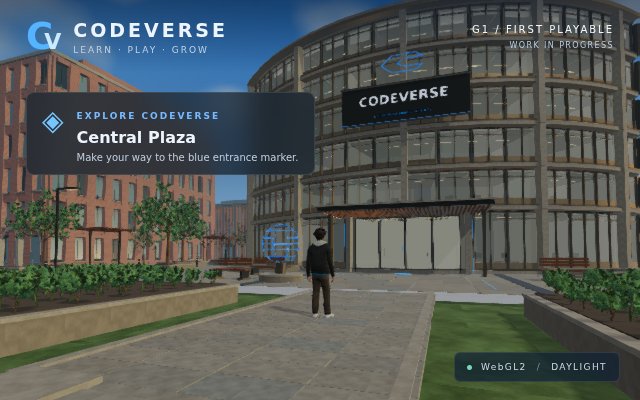 Cv CODEVERSE
LEARN · PLAY · GROW
G1 / FIRST PLAYABLE
WORK IN PROGRESS
CODEVERSE
EXPLORE CODEVERSE
Central Plaza
Make your way to the blue entrance marker.
WebGL2 / DAYLIGHT